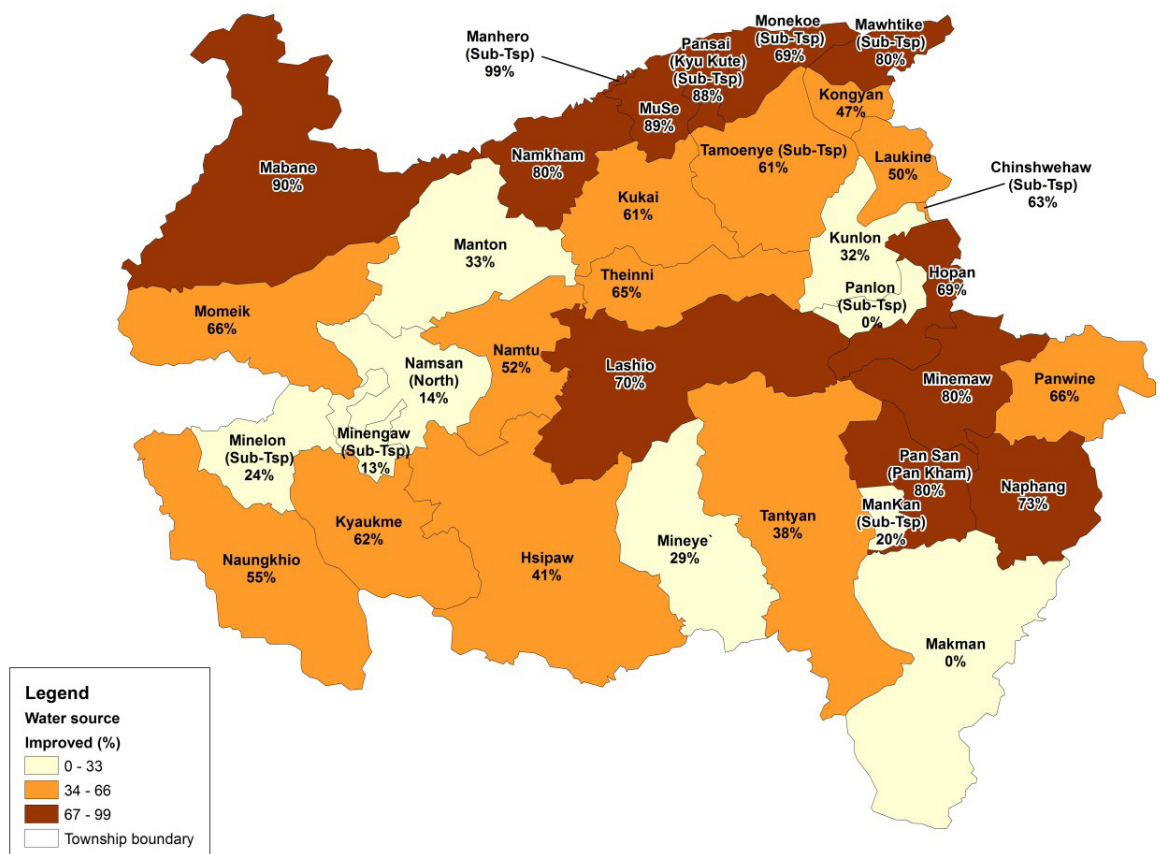 Manhero
(Sub-Tsp)
99%
Pansai
(Kyu Kute)
(Sub-Tsp)
88%
Monekoe
(Sub-Tsp)
69%
Mawhtike
(Sub-Tsp)
80%
MuSe
89%
Kongyan
47%
Mabane
90%
Namkham
80%
Tamoenye (Sub-Tsp)
61%
Laukine
50%
Chinshwehaw
(Sub-Tsp)
63%
Kukai
61%
Manton
33%
Kunlon
32%
Theinni
65%
Panlon
(Sub-Tsp)
0%
Hopan
69%
Momeik
66%
Namtu
52%
Namsan
(North)
14%
Lashio
70%
Minemaw
80%
Panwine
66%
Minelon
(Sub-Tsp)
24%
Minengaw
(Sub-Tsp)
13%
Pan San
(Pan Kham)
80%
Naphang
73%
ManKan
(Sub-Tsp)
20%
Kyaukme
62%
Tantyan
38%
Naungkhio
55%
Hsipaw
41%
Mineye`
29%
Makman
0%
Legend
Water source
Improved (%)
0 - 33
34 - 66
67 - 99
Township boundary